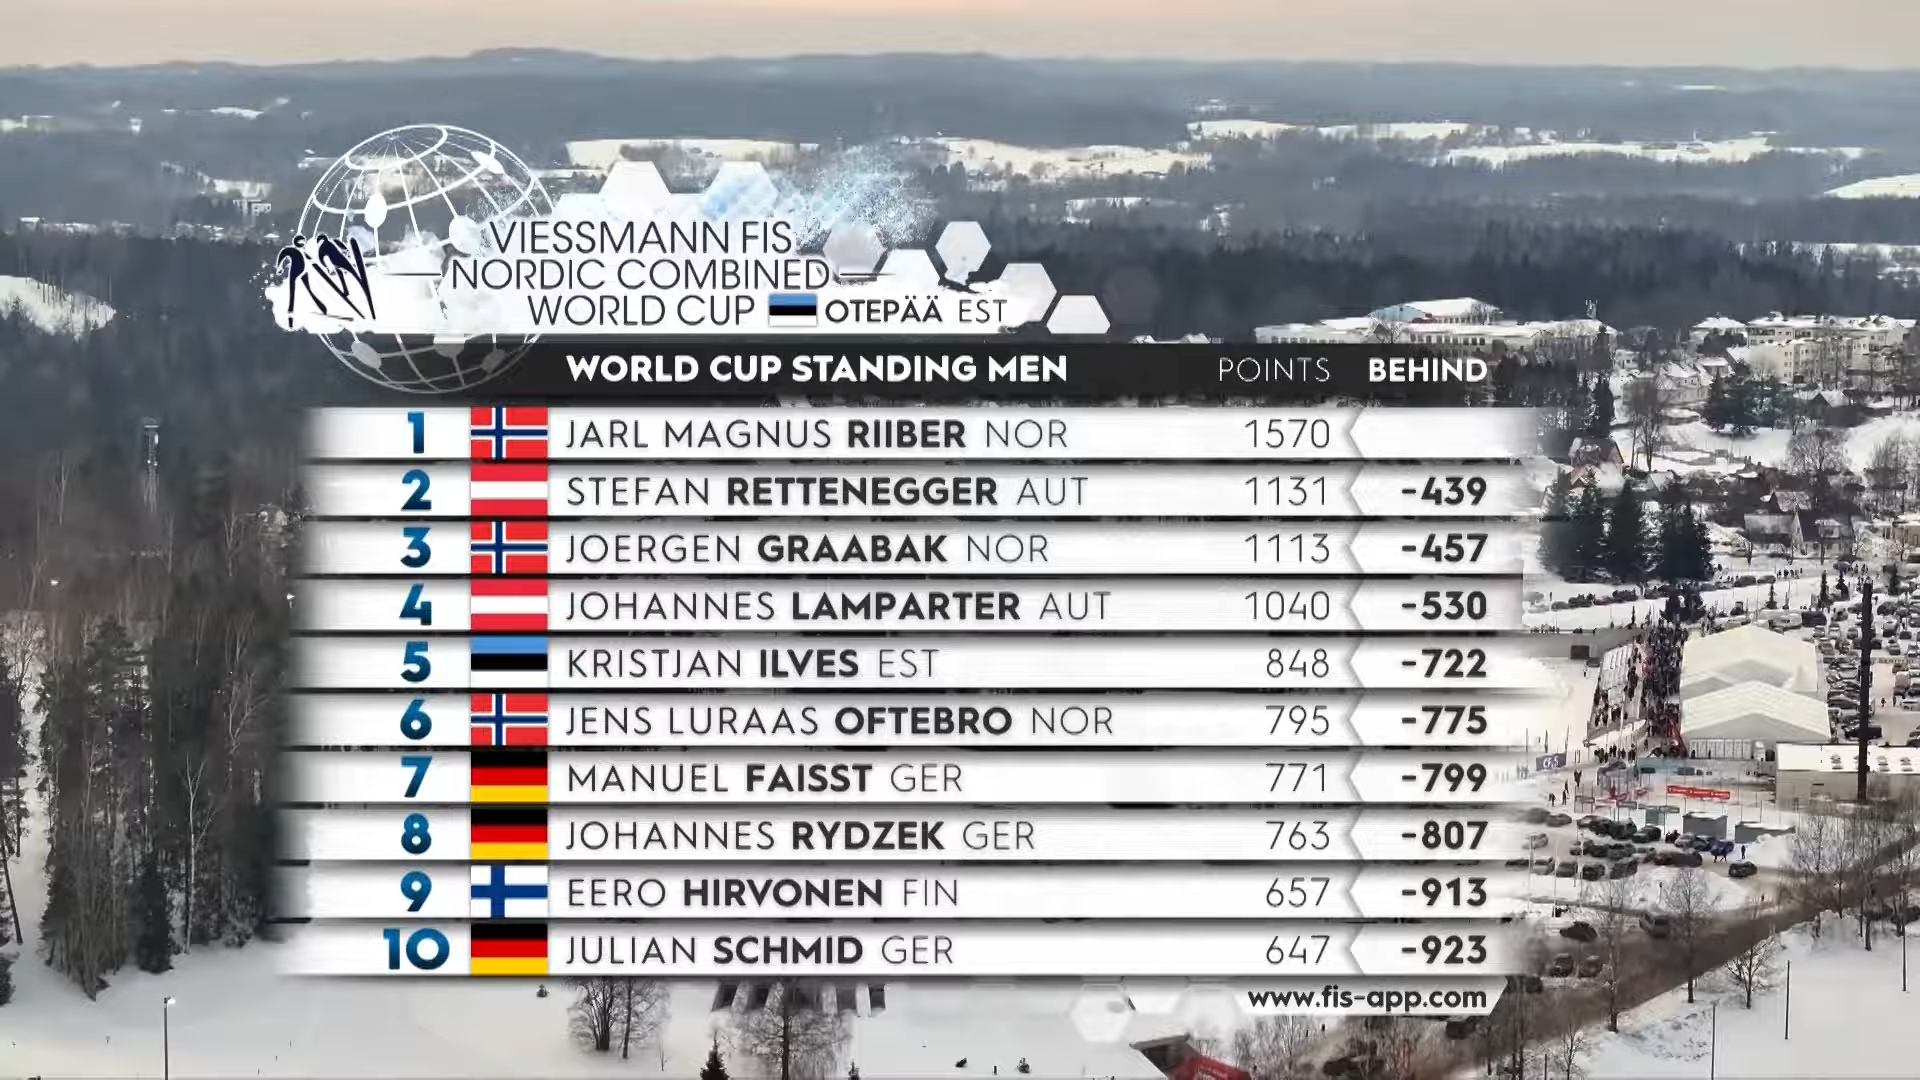 VIESSMANN FIS
NORDIC COMBINED
WORLD CUP OTEPÄÄ EST
WORLD CUP STANDING MEN POINTS BEHIND
1 JARL MAGNUS RIIBER NOR 1570
2 STEFAN RETTENEGGER AUT 1131 -439
3 JOERGEN GRAABAK NOR 1113 -457
4 JOHANNES LAMPARTER AUT 1040 -530
5 KRISTJAN ILVES EST 848 -722
6 JENS LURAAS OFTEBRO NOR 795 -775
7 MANUEL FAISST GER 771 -799
8 JOHANNES RYDZEK GER 763 -807
9 EERO HIRVONEN FIN 657 -913
10 JULIAN SCHMID GER 647 -923
www.fis-app.com